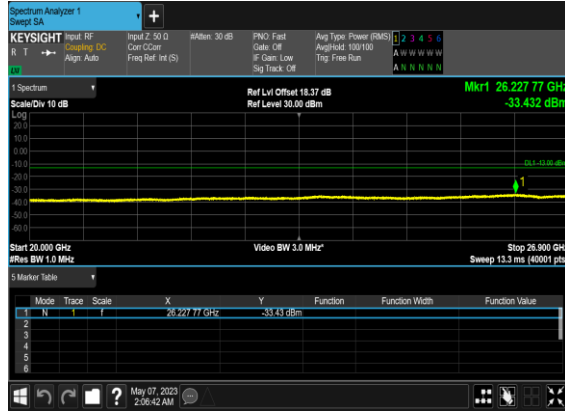 Spectrum Analyzer 1
Swept SA
+
KEYSIGHT Input: RF Input Z: 50 Ω #Atten: 30 dB PNO: Fast Avg Type: Power (RMS) 1 2 3 4 5 6
R T Coupling: DC Corr CCorr Gate: Off Avg|Hold: 100/100 A W W W W W
Align: Auto Freq Ref: Int (S) IF Gain: Low Trig: Free Run
LV Sig Track: Off A N N N N N
1 Spectrum Ref Lvl Offset 18.37 dB Mkr1 26.227 77 GHz
Scale/Div 10 dB Ref Level 30.00 dBm -33.432 dBm
Log
20.0
10.0
0.00
-10.0
DL1 -13.00 dBm
-20.0
1
-30.0
-40.0
-50.0
-60.0
Start 20.000 GHz Video BW 3.0 MHz* Stop 26.900 GHz
#Res BW 1.0 MHz Sweep 13.3 ms (40001 pts
5 Marker Table
Mode Trace Scale X Y Function Function Width Function Value
1 N 1 f 26.227 77 GHz -33.43 dBm
2
3
4
5
6
? May 07, 2023
2:06:42 AM